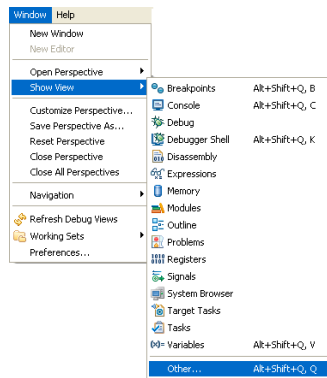 Window Help
New Window
New Editor
Open Perspective
Show View
Customize Perspective...
Save Perspective As...
Reset Perspective
Close Perspective
Close All Perspectives
Navigation
Refresh Debug Views
Working Sets
Preferences...
Breakpoints Alt+Shift+Q, B
Console Alt+Shift+Q, C
Debug
Debugger Shell Alt+Shift+Q, K
Disassembly
Expressions
Memory
Modules
Outline
Problems
Registers
Signals
System Browser
Target Tasks
Tasks
(x)= Variables Alt+Shift+Q, V
Other... Alt+Shift+Q, Q